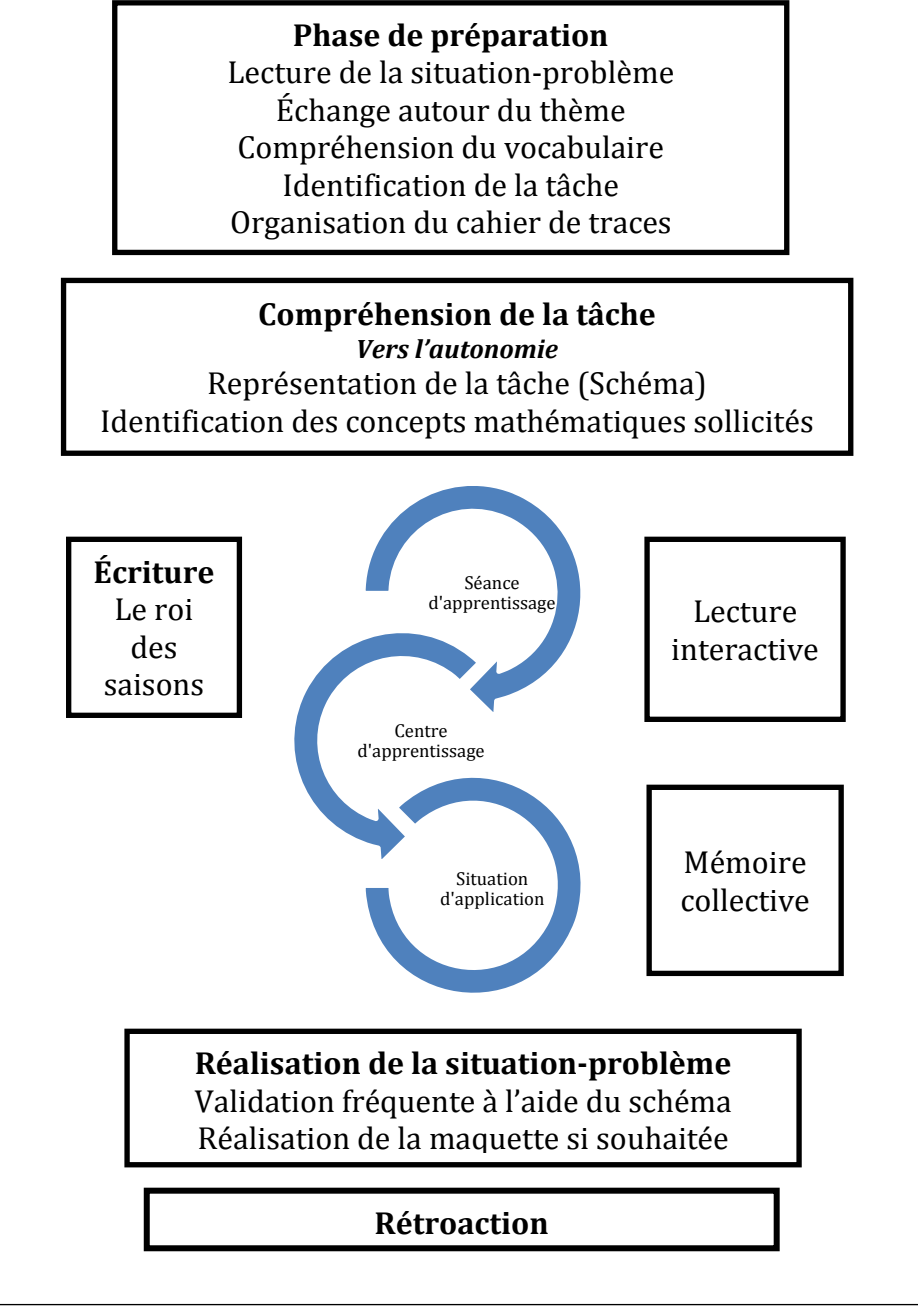 Phase de préparation
Lecture de la situation-problème
Échange autour du thème
Compréhension du vocabulaire
Identification de la tâche
Organisation du cahier de traces
Compréhension de la tâche
Vers l’autonomie
Représentation de la tâche (Schéma)
Identification des concepts mathématiques sollicités
Écriture
Le roi
des
saisons
Séance
d'apprentissage
Lecture
interactive
Centre
d'apprentissage
Situation
d'application
Mémoire
collective
Réalisation de la situation-problème
Validation fréquente à l’aide du schéma
Réalisation de la maquette si souhaitée
Rétroaction